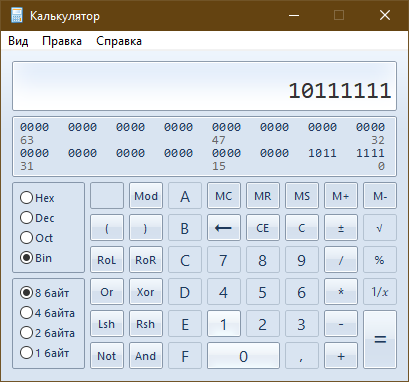 Калькулятор
Вид Правка Справка
10111111
0000 0000 0000 0000 0000 0000 0000 0000
63 47 32
0000 0000 0000 0000 0000 0000 1011 1111
31 15 0
Hex Mod A MC MR MS M+ M-
Dec ( ) B ← CE C ± √
Oct RoL RoR C 7 8 9 / %
Bin
8 байт Or Xor D 4 5 6 * 1/x
4 байта Lsh Rsh E 1 2 3 - =
2 байта
1 байт Not And F 0 , +